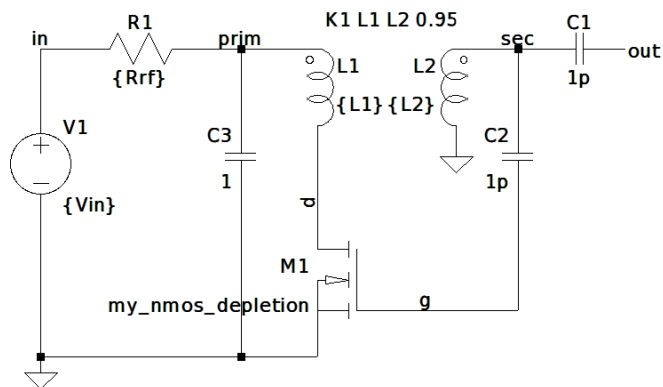 K1 L1 L2 0.95
in
R1
prim
sec
C1
out
{Rrf}
L1
L2
1p
{L1}
{L2}
V1
C3
C2
{Vin}
1
1p
d
M1
my_nmos_depletion
g